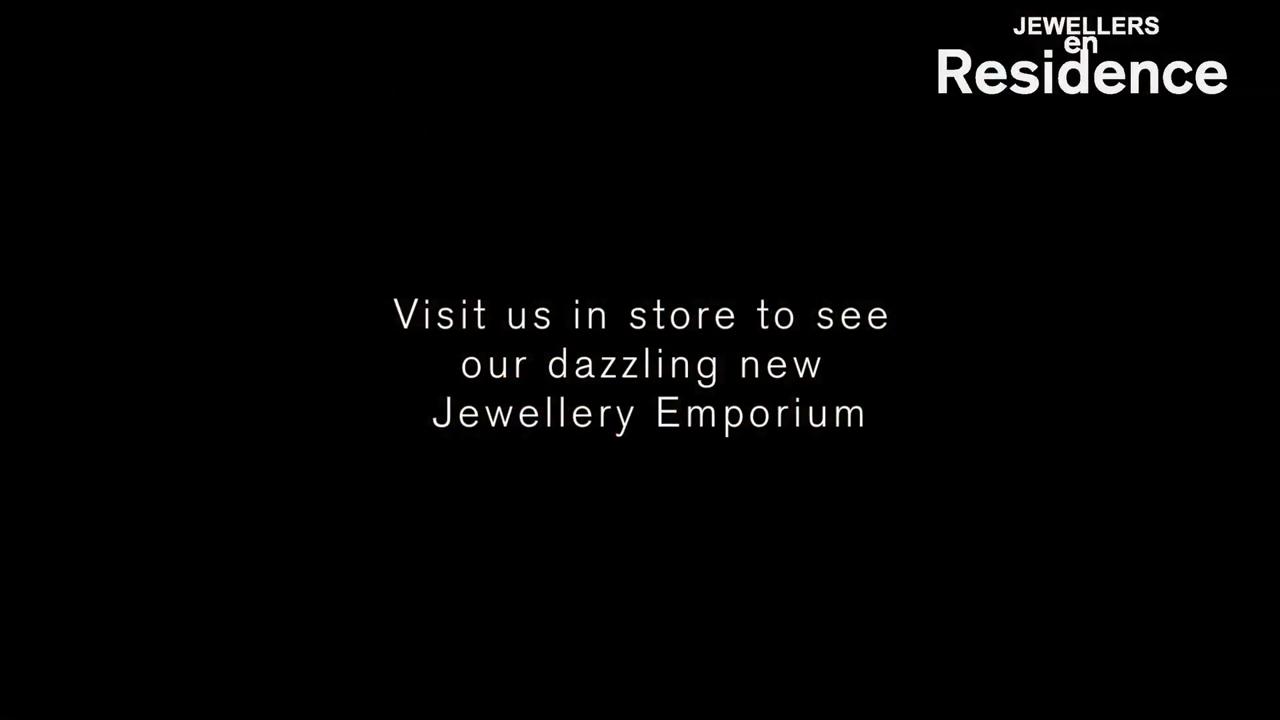 JEWELLERS
en
Residence
Visit us in store to see
our dazzling new
Jewellery Emporium